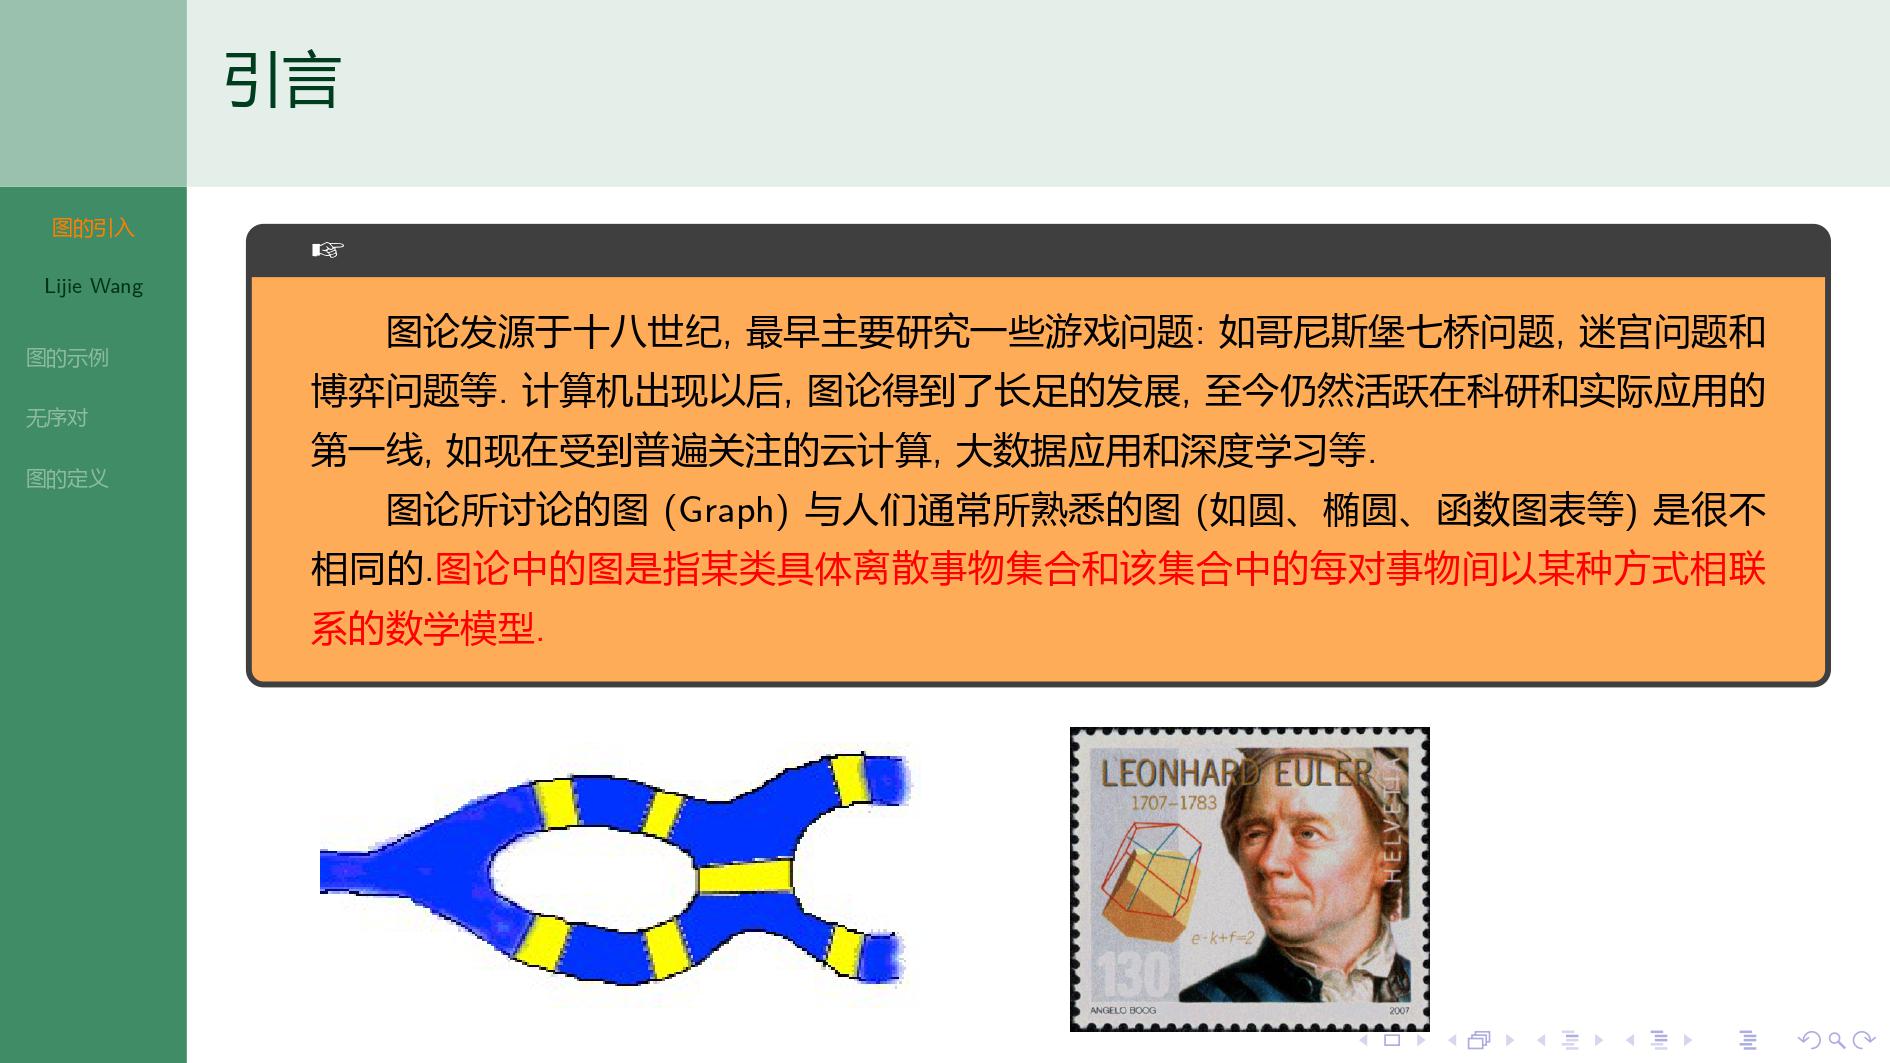 引言
图的引入
Lijie Wang
图的示例
无序对
图的定义
图论发源于十八世纪, 最早主要研究一些游戏问题: 如哥尼斯堡七桥问题, 迷宫问题和
博弈问题等. 计算机出现以后, 图论得到了长足的发展, 至今仍然活跃在科研和实际应用的
第一线, 如现在受到普遍关注的云计算, 大数据应用和深度学习等.
图论所讨论的图 (Graph) 与人们通常所熟悉的图 (如圆、椭圆、函数图表等) 是很不
相同的.图论中的图是指某类具体离散事物集合和该集合中的每对事物间以某种方式相联
系的数学模型.
LEONHARD EULER
1707–1783
HELVETIA
e-k+f=2
130
ANGELO BOOG
2007